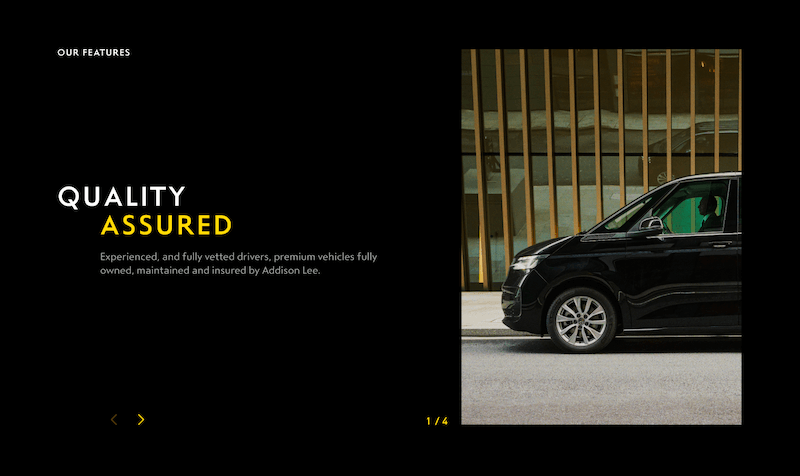 OUR FEATURES
QUALITY
ASSURED
Experienced, and fully vetted drivers, premium vehicles fully
owned, maintained and insured by Addison Lee.
1 / 4